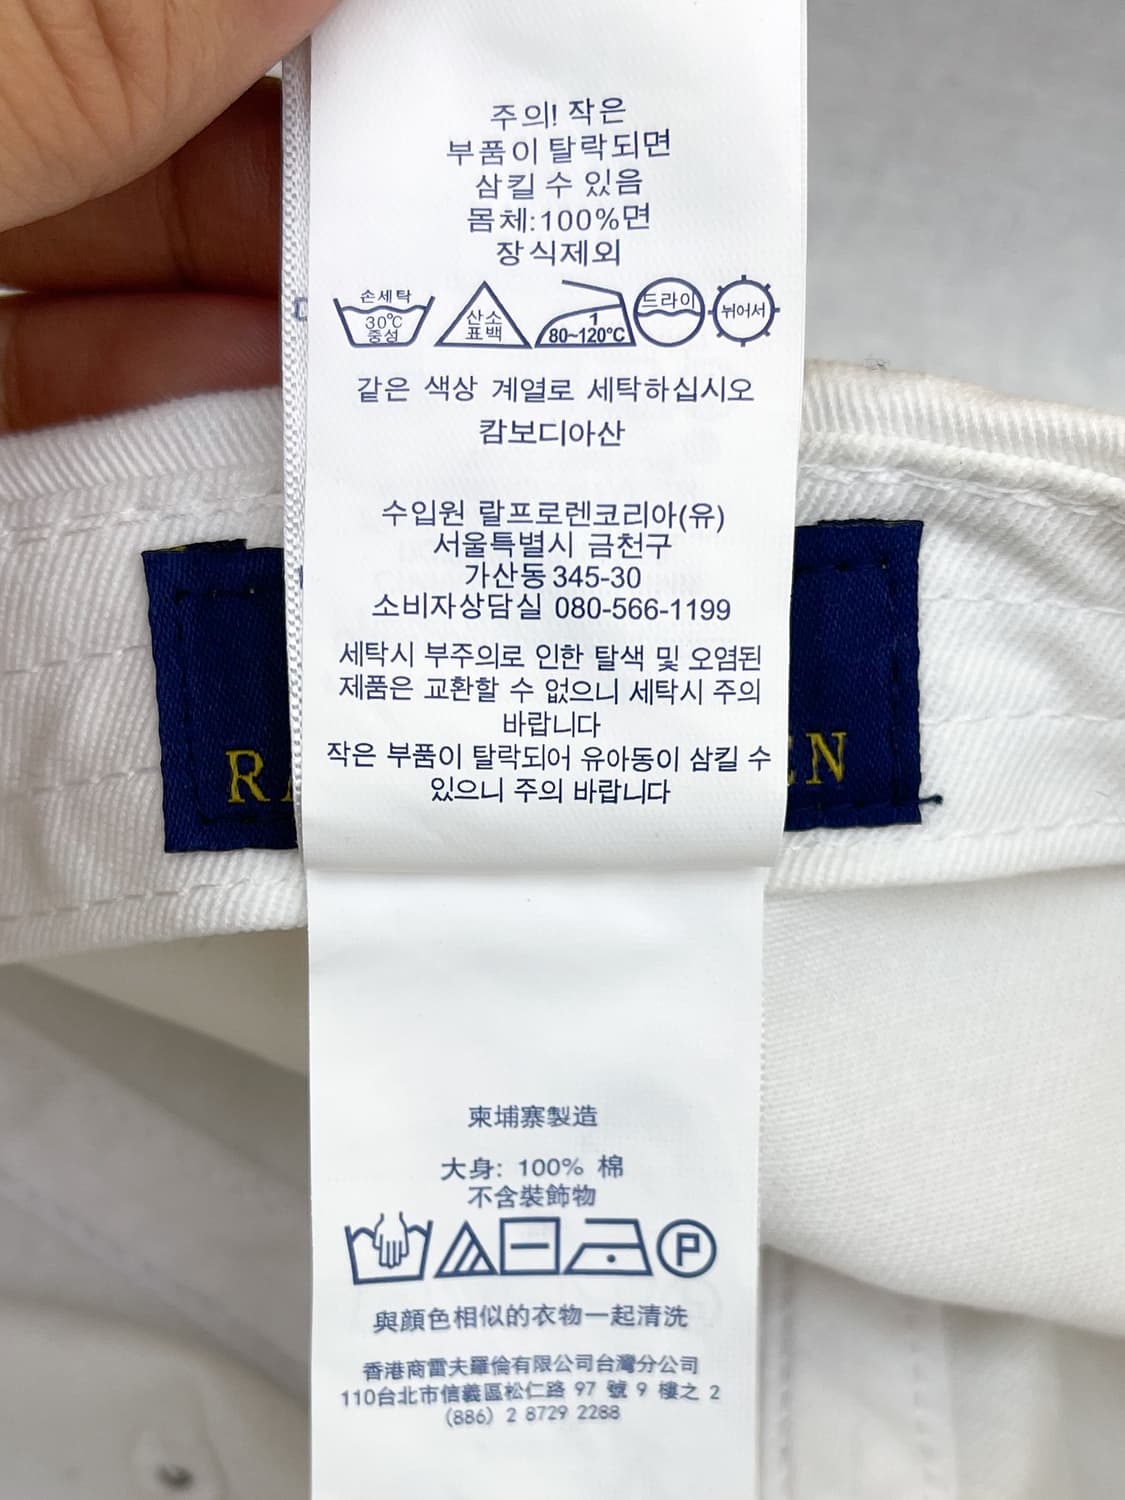 주의! 작은
부품이 탈락되면
삼킬 수 있음
몸체:100%면
장식제외
손세탁
30℃
중성
산소
표백
1
80~120℃
드라이
뉘어서
같은 색상 계열로 세탁하십시오
캄보디아산
수입원 랄프로렌코리아(유)
서울특별시 금천구
가산동 345-30
소비자상담실 080-566-1199
세탁시 부주의로 인한 탈색 및 오염된
제품은 교환할 수 없으니 세탁시 주의
바랍니다
작은 부품이 탈락되어 유아동이 삼킬 수
있으니 주의 바랍니다
柬埔寨製造
大身: 100% 棉
不含裝飾物
P
與顏色相似的衣物一起清洗
香港商雷夫羅倫有限公司台灣分公司
110台北市信義區松仁路 97 號 9 樓之 2
(886) 2 8729 2288